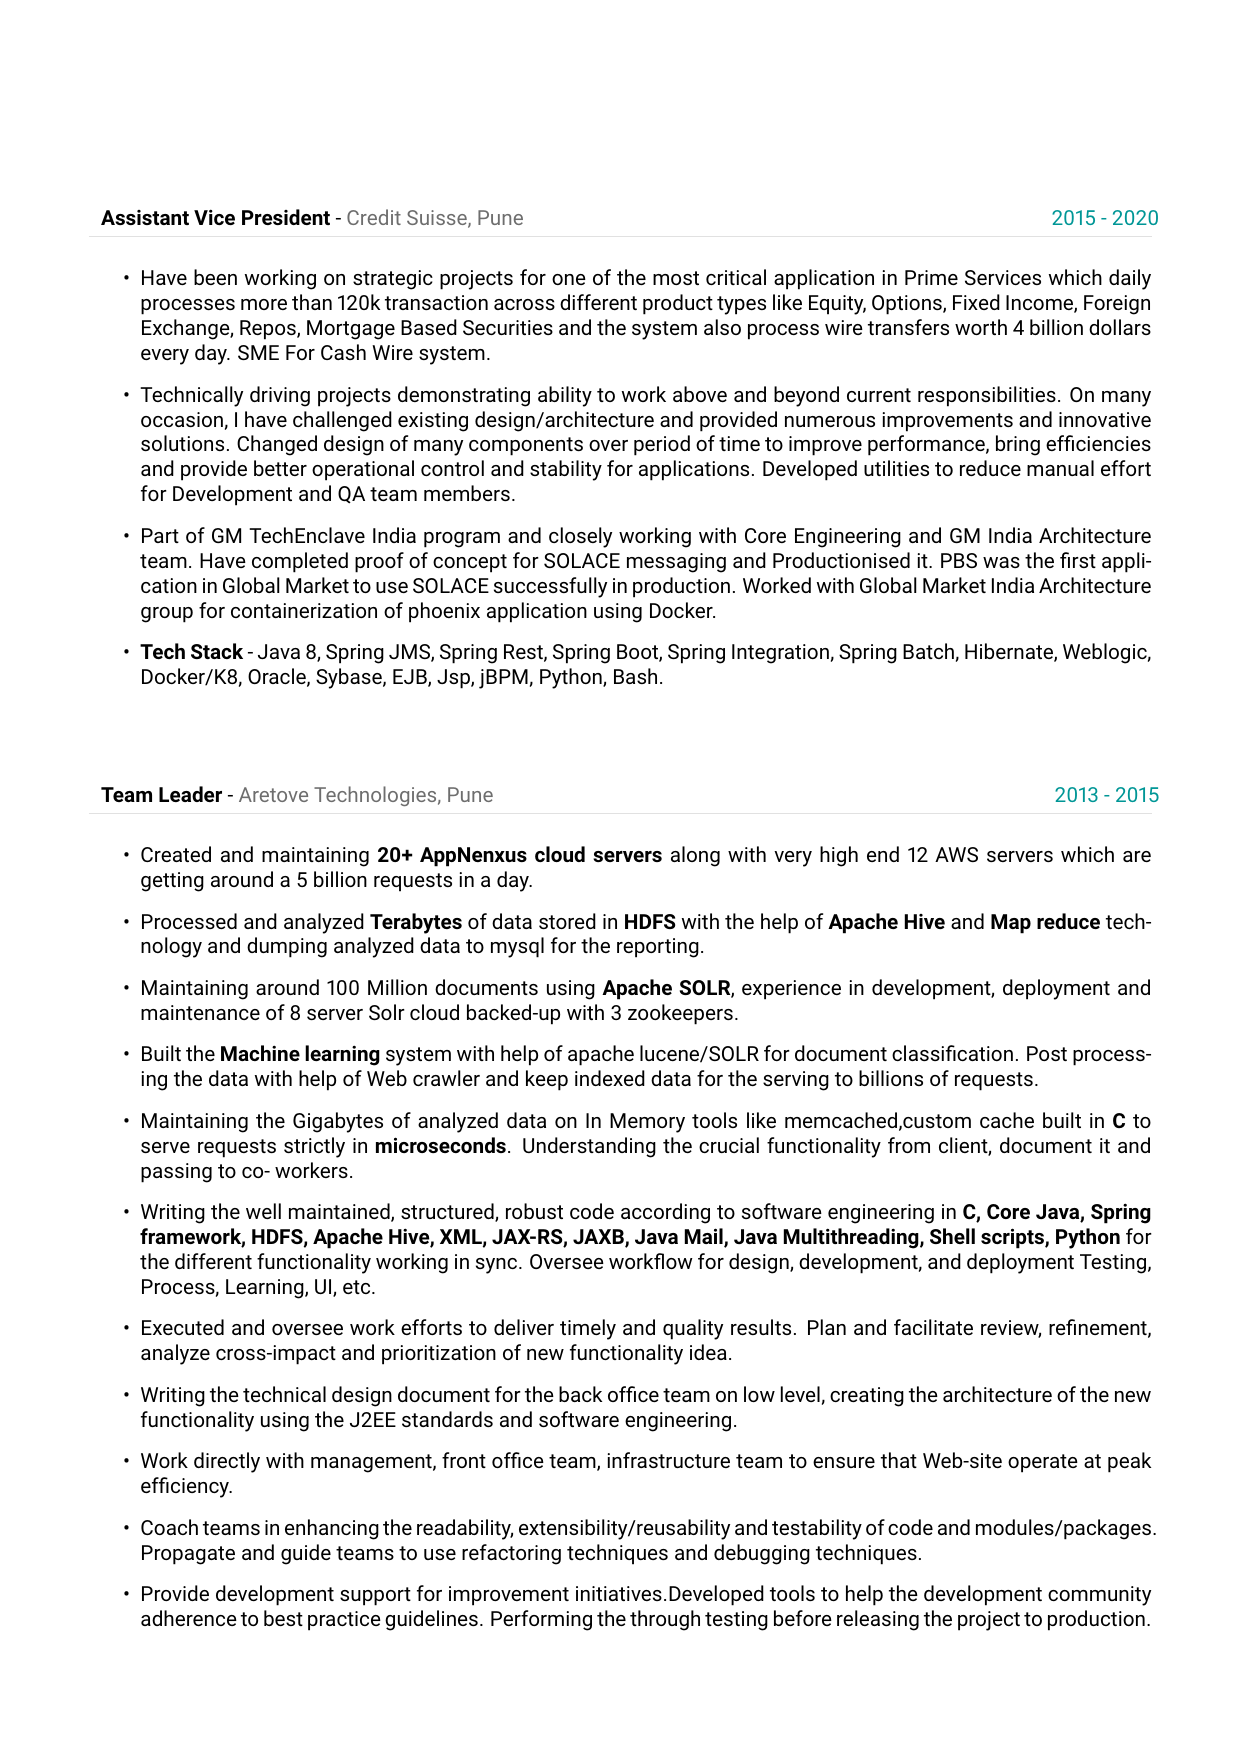 Assistant Vice President - Credit Suisse, Pune 2015 - 2020
• Have been working on strategic projects for one of the most critical application in Prime Services which daily
processes more than 120k transaction across different product types like Equity, Options, Fixed Income, Foreign
Exchange, Repos, Mortgage Based Securities and the system also process wire transfers worth 4 billion dollars
every day. SME For Cash Wire system.
• Technically driving projects demonstrating ability to work above and beyond current responsibilities. On many
occasion, I have challenged existing design/architecture and provided numerous improvements and innovative
solutions. Changed design of many components over period of time to improve performance, bring efficiencies
and provide better operational control and stability for applications. Developed utilities to reduce manual effort
for Development and QA team members.
• Part of GM TechEnclave India program and closely working with Core Engineering and GM India Architecture
team. Have completed proof of concept for SOLACE messaging and Productionised it. PBS was the first appli-
cation in Global Market to use SOLACE successfully in production. Worked with Global Market India Architecture
group for containerization of phoenix application using Docker.
• Tech Stack - Java 8, Spring JMS, Spring Rest, Spring Boot, Spring Integration, Spring Batch, Hibernate, Weblogic,
Docker/K8, Oracle, Sybase, EJB, Jsp, jBPM, Python, Bash.
Team Leader - Aretove Technologies, Pune 2013 - 2015
• Created and maintaining 20+ AppNenxus cloud servers along with very high end 12 AWS servers which are
getting around a 5 billion requests in a day.
• Processed and analyzed Terabytes of data stored in HDFS with the help of Apache Hive and Map reduce tech-
nology and dumping analyzed data to mysql for the reporting.
• Maintaining around 100 Million documents using Apache SOLR, experience in development, deployment and
maintenance of 8 server Solr cloud backed-up with 3 zookepers.
• Built the Machine learning system with help of apache lucene/SOLR for document classification. Post process-
ing the data with help of Web crawler and keep indexed data for the serving to billions of requests.
• Maintaining the Gigabytes of analyzed data on In Memory tools like memcached,custom cache built in C to
serve requests strictly in microseconds. Understanding the crucial functionality from client, document it and
passing to co- workers.
• Writing the well maintained, structured, robust code according to software engineering in C, Core Java, Spring
framework, HDFS, Apache Hive, XML, JAX-RS, JAXB, Java Mail, Java Multithreading, Shell scripts, Python for
the different functionality working in sync. Oversee workflow for design, development, and deployment Testing,
Process, Learning, UI, etc.
• Executed and oversee work efforts to deliver timely and quality results. Plan and facilitate review, refinement,
analyze cross-impact and prioritization of new functionality idea.
• Writing the technical design document for the back office team on low level, creating the architecture of the new
functionality using the J2EE standards and software engineering.
• Work directly with management, front office team, infrastructure team to ensure that Web-site operate at peak
efficiency.
• Coach teams in enhancing the readability, extensibility/reusability and testability of code and modules/packages.
Propagate and guide teams to use refactoring techniques and debugging techniques.
• Provide development support for improvement initiatives.Developed tools to help the development community
adherence to best practice guidelines. Performing the through testing before releasing the project to production.